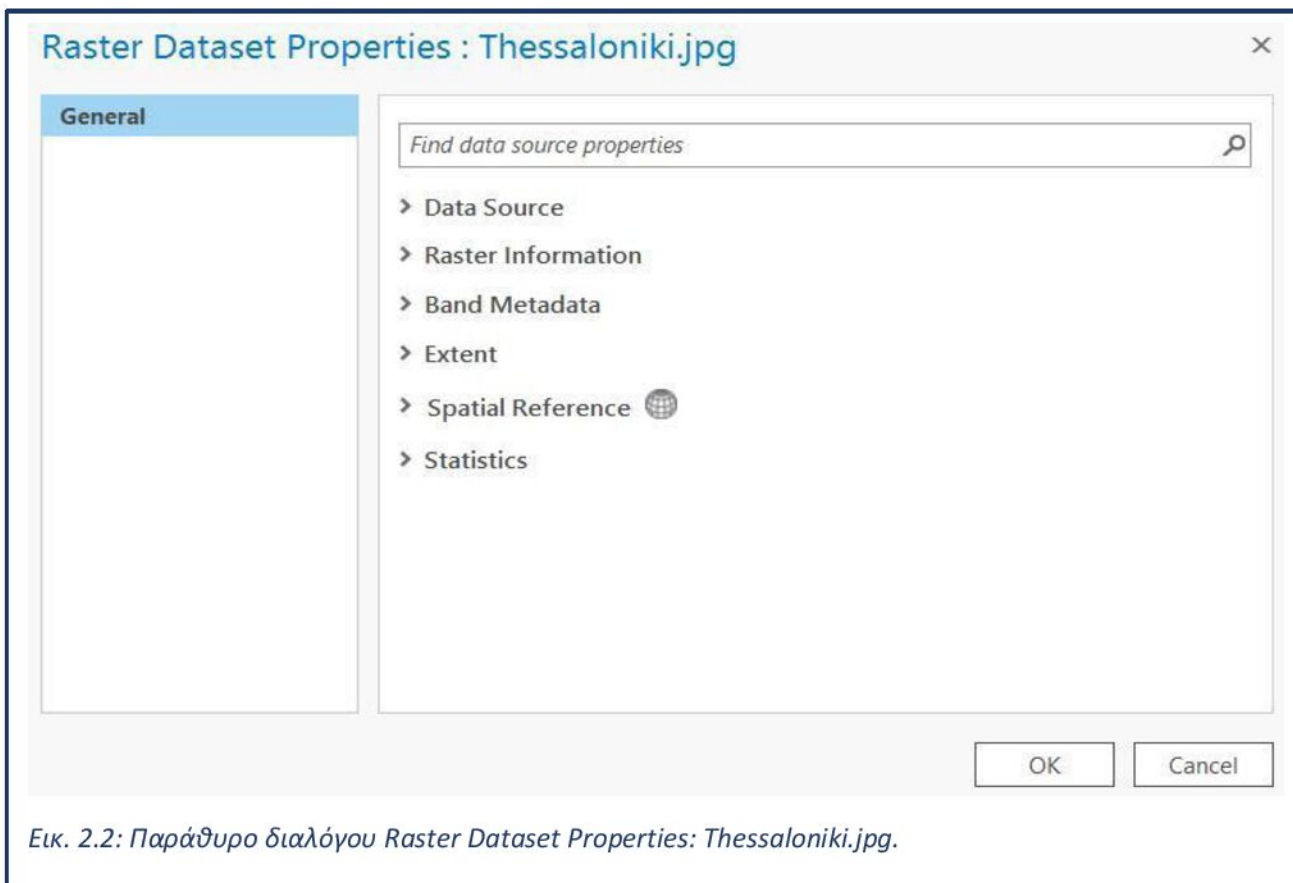 Raster Dataset Properties : Thessaloniki.jpg
General
Find data source properties
Data Source
Raster Information
Band Metadata
Extent
Spatial Reference
Statistics
OK
Cancel
Εικ. 2.2: Παράθυρο διαλόγου Raster Dataset Properties: Thessaloniki.jpg.